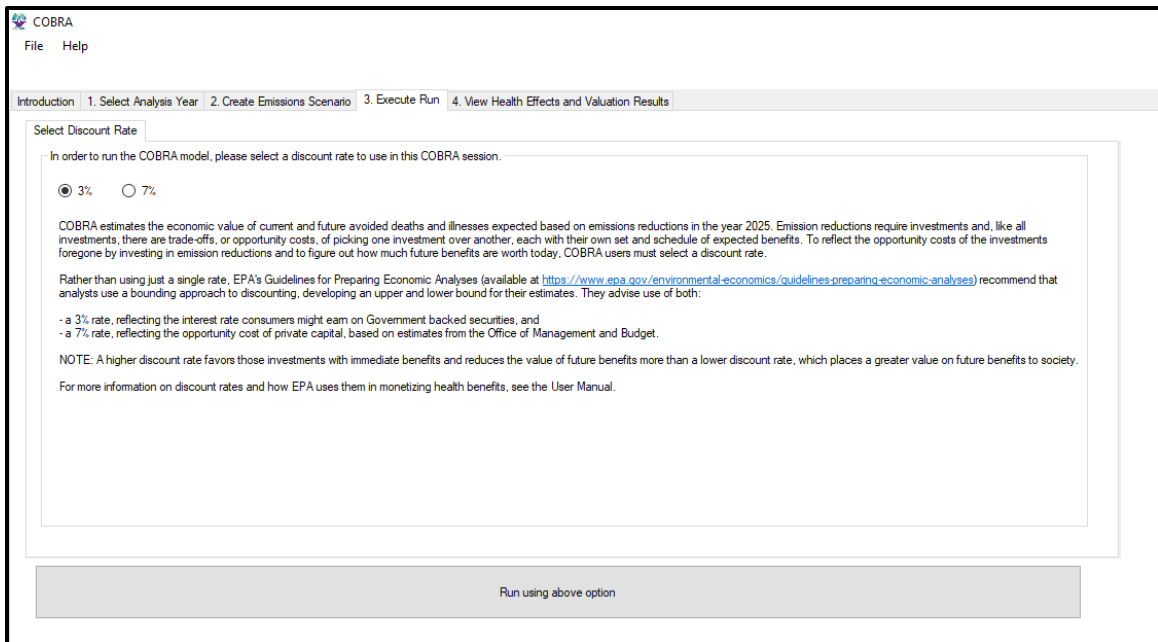 COBRA
File Help
Introduction 1. Select Analysis Year 2. Create Emissions Scenario 3. Execute Run 4. View Health Effects and Valuation Results
Select Discount Rate
In order to run the COBRA model, please select a discount rate to use in this COBRA session.
3% 7%
COBRA estimates the economic value of current and future avoided deaths and illnesses expected based on emissions reductions in the year 2025. Emission reductions require investments and, like all
investments, there are trade-offs, or opportunity costs, of picking one investment over another, each with their own set and schedule of expected benefits. To reflect the opportunity costs of the investments
foregone by investing in emission reductions and to figure out how much future benefits are worth today, COBRA users must select a discount rate.
Rather than using just a single rate, EPA's Guidelines for Preparing Economic Analyses (available at https://www.epa.gov/environmental-economics/guidelines-preparing-economic-analyses) recommend that
analysts use a bounding approach to discounting, developing an upper and lower bound for their estimates. They advise use of both:
- a 3% rate, reflecting the interest rate consumers might earn on Government backed securities, and
- a 7% rate, reflecting the opportunity cost of private capital, based on estimates from the Office of Management and Budget.
NOTE: A higher discount rate favors those investments with immediate benefits and reduces the value of future benefits more than a lower discount rate, which places a greater value on future benefits to society.
For more information on discount rates and how EPA uses them in monetizing health benefits, see the User Manual.
Run using above option